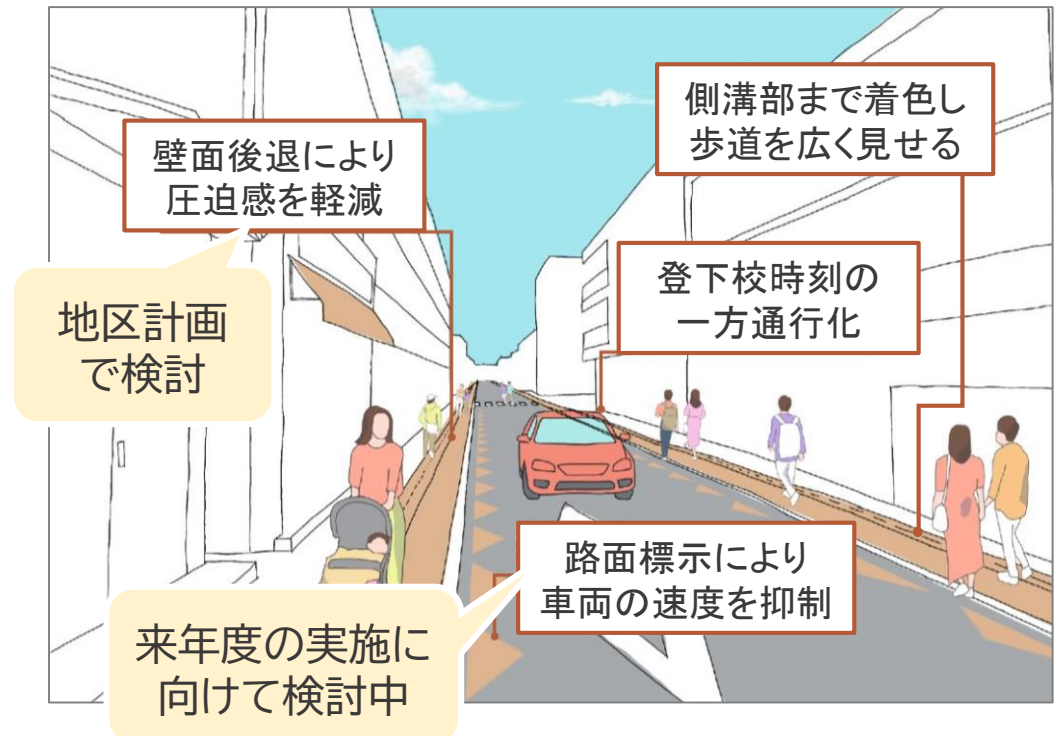 側溝部まで着色し
歩道を広く見せる
壁面後退により
圧迫感を軽減
地区計画
で検討
登下校時刻の
一方通行化
路面標示により
車両の速度を抑制
来年度の実施に
向けて検討中